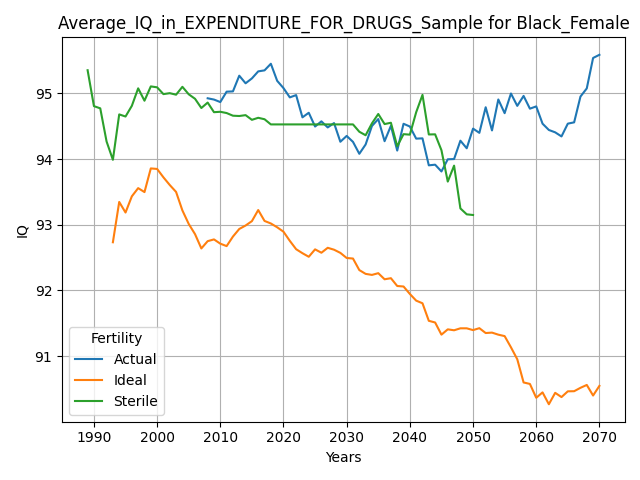 Average_IQ_in_EXPENDITURE_FOR_DRUGS_Sample for Black_Female
95
94
93
92
91
IQ
Fertility
Actual
Ideal
Sterile
1990 2000 2010 2020 2030 2040 2050 2060 2070
Years